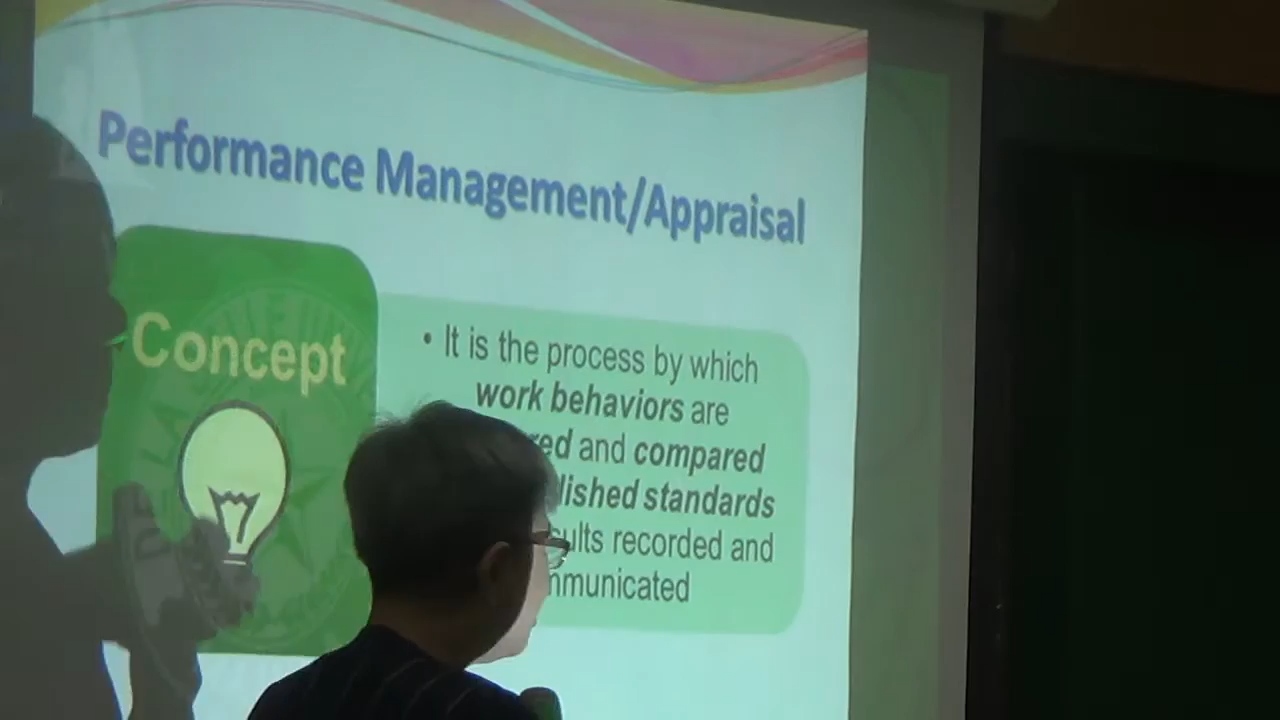 Performance Management/Appraisal
Concept
• It is the process by which
work behaviors are
and compared
standards
recorded and